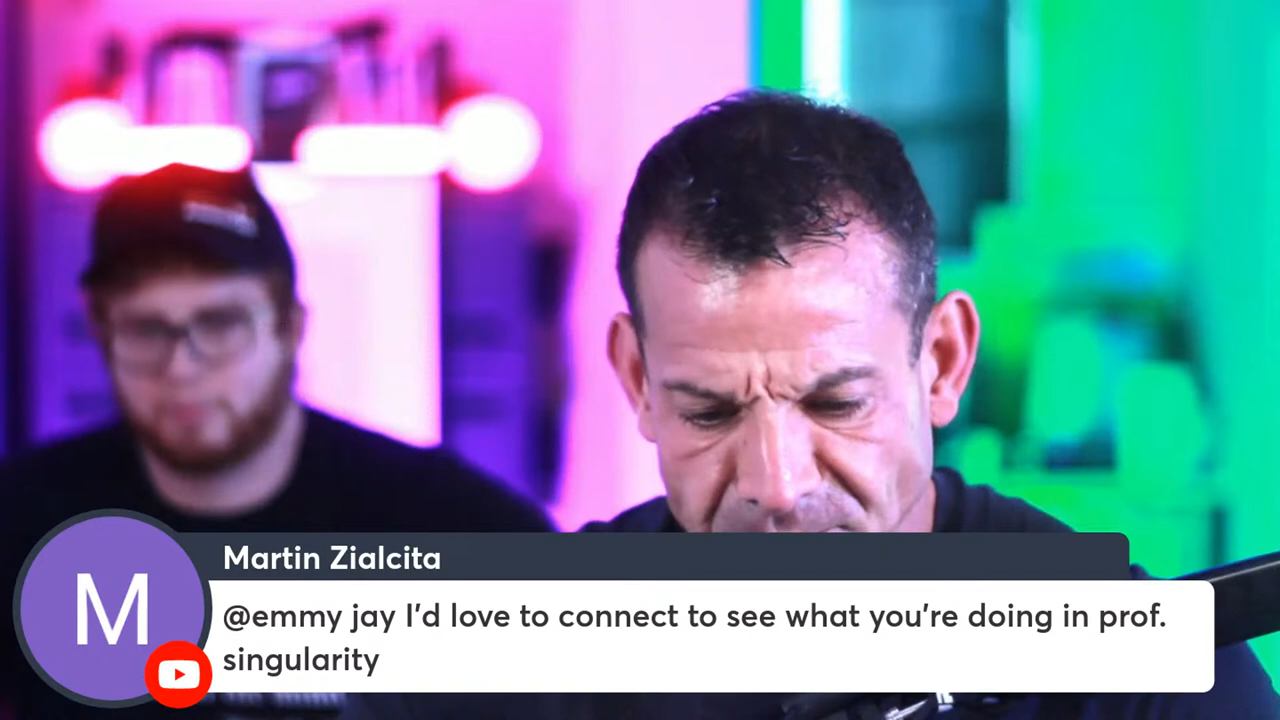 Martin Zialcita
M
@emmy jay I'd love to connect to see what you're doing in prof.
singularity